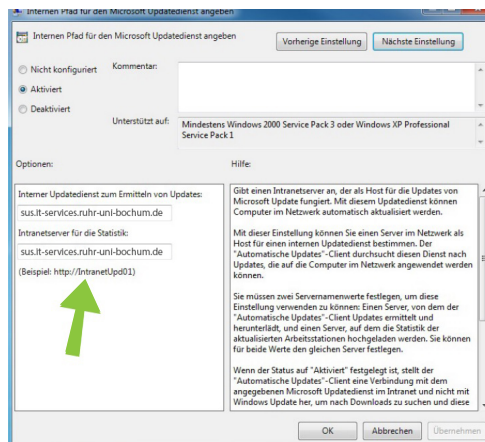 Internen Pfad für den Microsoft Updatedienst angeben
Internen Pfad für den Microsoft Updatedienst angeben
Vorherige Einstellung
Nächste Einstellung
Nicht konfiguriert
Kommentar:
Aktiviert
Deaktiviert
Unterstützt auf:
Mindestens Windows 2000 Service Pack 3 oder Windows XP Professional
Service Pack 1
Optionen:
Hilfe:
Interner Updatedienst zum Ermitteln von Updates:
sus.it-services.ruhr-uni-bochum.de
Intranetserver für die Statistik:
sus.it-services.ruhr-uni-bochum.de
(Beispiel: http://IntranetUpd01)
Gibt einen Intranetserver an, der als Host für die Updates von
Microsoft Update fungiert. Mit diesem Updatedienst können
Computer im Netzwerk automatisch aktualisiert werden.
Mit dieser Einstellung können Sie einen Server im Netzwerk als
Host für einen internen Updatedienst bestimmen. Der
"Automatische Updates"-Client durchsucht diesen Dienst nach
Updates, die auf die Computer im Netzwerk angewendet werden
können.
Sie müssen zwei Servernamenwerte festlegen, um diese
Einstellung verwenden zu können: Einen Server, von dem der
"Automatische Updates"-Client Updates ermittelt und
herunterlädt, und einen Server, auf dem die Statistik der
aktualisierten Arbeitsstationen hochgeladen werden. Sie können
für beide Werte den gleichen Server festlegen.
Wenn der Status auf "Aktiviert" festgelegt ist, stellt der
"Automatische Updates"-Client eine Verbindung mit dem
angegebenen Microsoft Updatedienst im Intranet und nicht mit
Windows Update her, um nach Downloads zu suchen und diese
OK
Abbrechen
Übernehmen